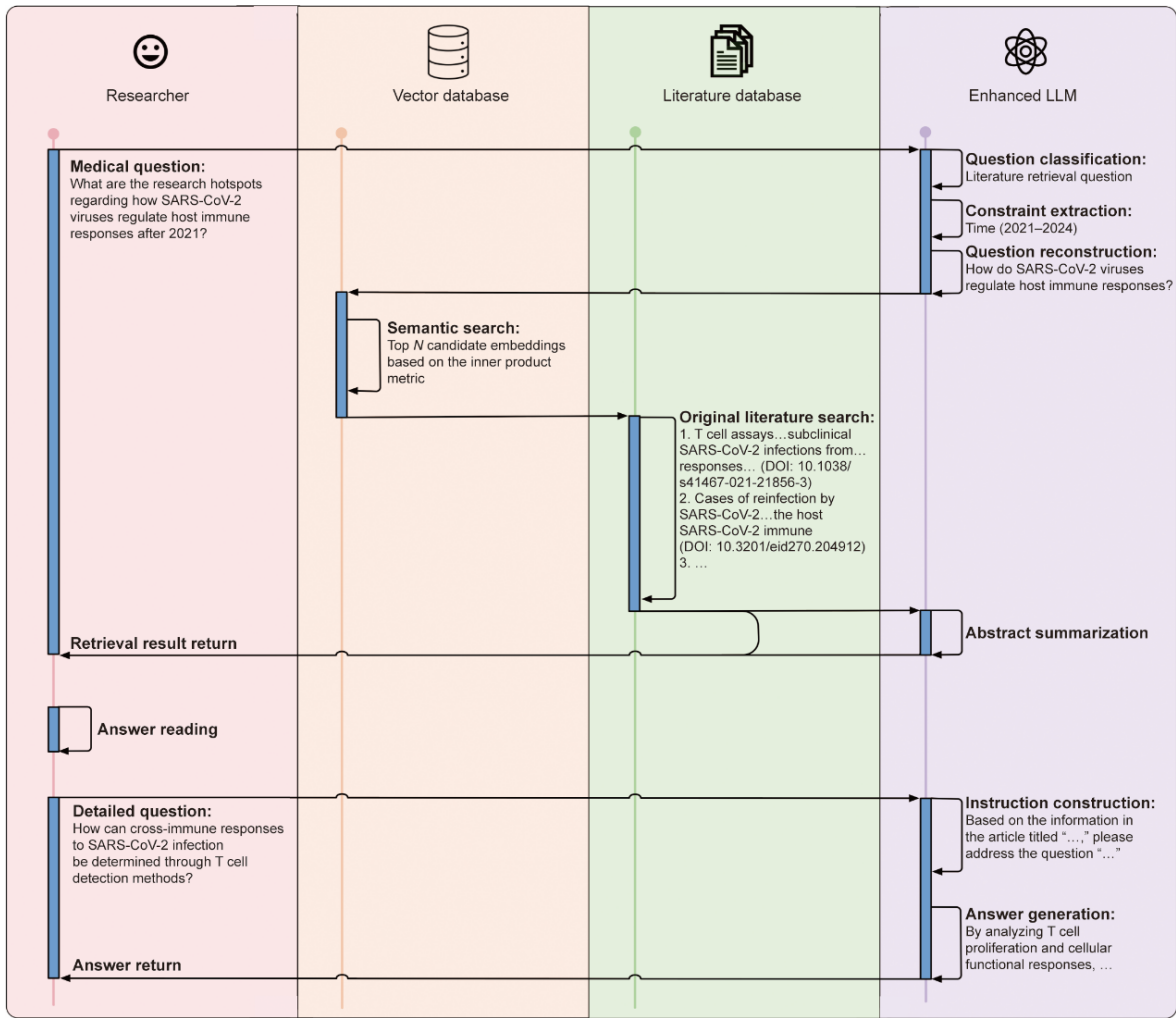 Researcher
Vector database
Literature database
Enhanced LLM
Medical question:
What are the research hotspots
regarding how SARS-CoV-2
viruses regulate host immune
responses after 2021?
Question classification:
Literature retrieval question
Constraint extraction:
Time (2021–2024)
Question reconstruction:
How do SARS-CoV-2 viruses
regulate host immune responses?
Semantic search:
Top N candidate embeddings
based on the inner product
metric
Original literature search:
1. T cell assays…subclinical
SARS-CoV-2 infections from…
responses… (DOI: 10.1038/
s41467-021-21856-3)
2. Cases of reinfection by
SARS-CoV-2…the host
SARS-CoV-2 immune
(DOI: 10.3201/eid270.204912)
3. …
Abstract summarization
Retrieval result return
Answer reading
Detailed question:
How can cross-immune responses
to SARS-CoV-2 infection
be determined through T cell
detection methods?
Instruction construction:
Based on the information in
the article titled “…,” please
address the question “…”
Answer generation:
By analyzing T cell
proliferation and cellular
functional responses, …
Answer return